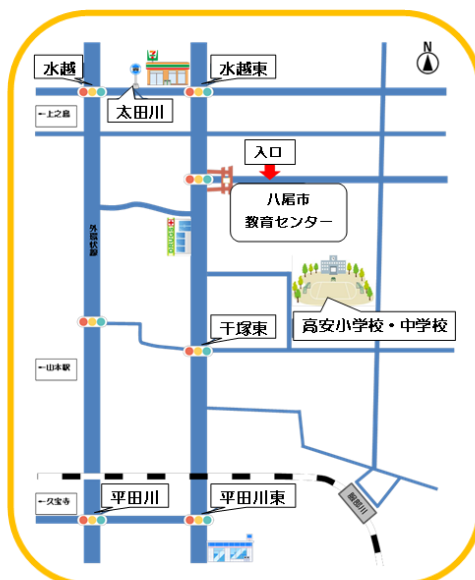 N
水越
水越東
太田川
←上之島
入口
八尾市
教育センター
外環状線
高安小学校・中学校
千塚東
←山本駅
服部川
←久宝寺
平田川
平田川東